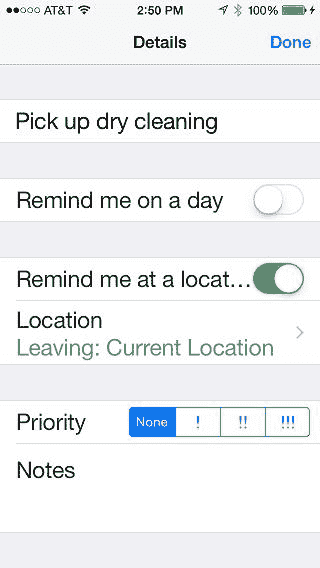 AT&T 2:50 PM 100%
Details Done
Pick up dry cleaning
Remind me on a day
Remind me at a locat...
Location
Leaving: Current Location
Priority None ! !! !!!
Notes